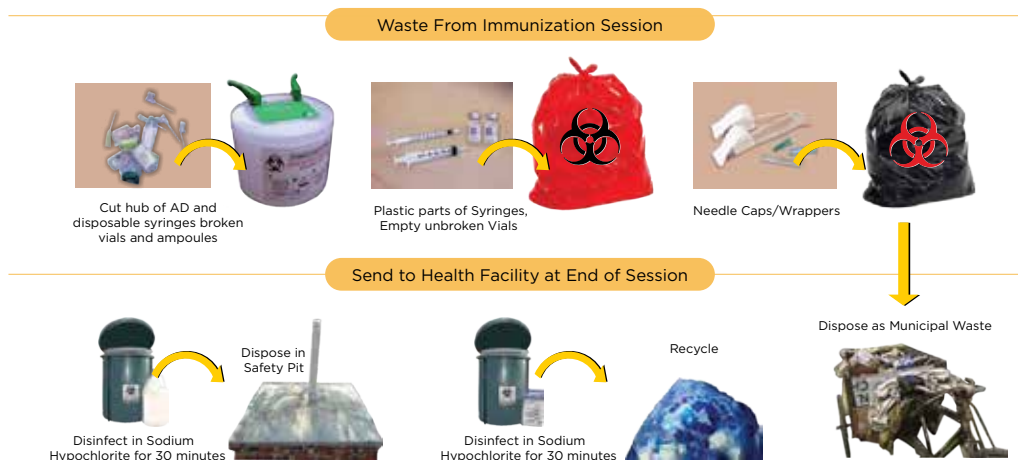 Waste From Immunization Session
Cut hub of AD and
disposable syringes broken
vials and ampoules
Plastic parts of Syringes,
Empty unbroken Vials
Needle Caps/Wrappers
Send to Health Facility at End of Session
Dispose as Municipal Waste
Dispose in
Safety Pit
Recycle
Disinfect in Sodium
Hypochlorite for 30 minutes
Disinfect in Sodium
Hypochlorite for 30 minutes